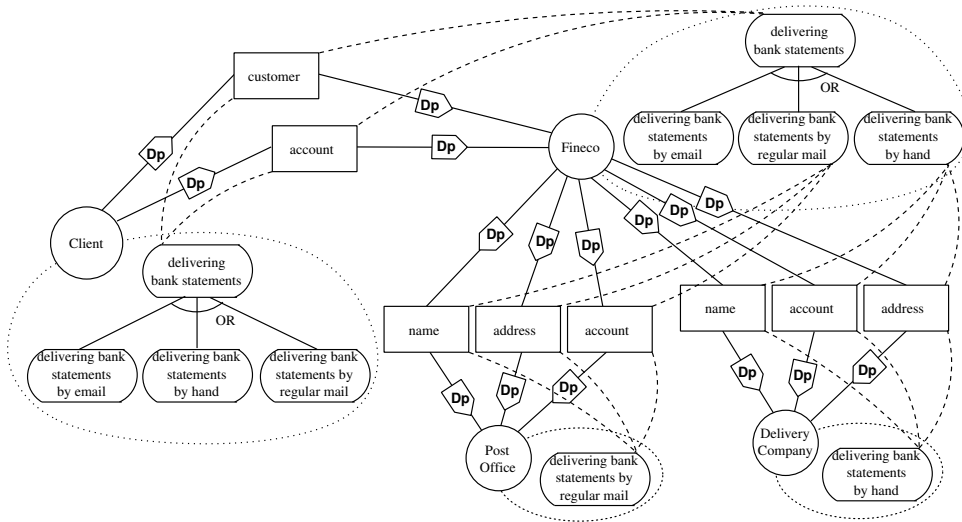 delivering
bank statements
OR
delivering bank
statements
by email
delivering bank
statements by
regular mail
delivering bank
statements
by hand
customer
Dp
account
Dp
Dp
Dp
Fineco
Client
Dp
Dp
Dp
Dp
Dp
Dp
delivering
bank statements
OR
delivering bank
statements
by email
delivering bank
statements
by hand
delivering bank
statements by
regular mail
name
address
account
name
account
address
Dp
Dp
Dp
Dp
Dp
Dp
Post
Office
delivering bank
statements by
regular mail
Delivery
Company
delivering bank
statements
by hand